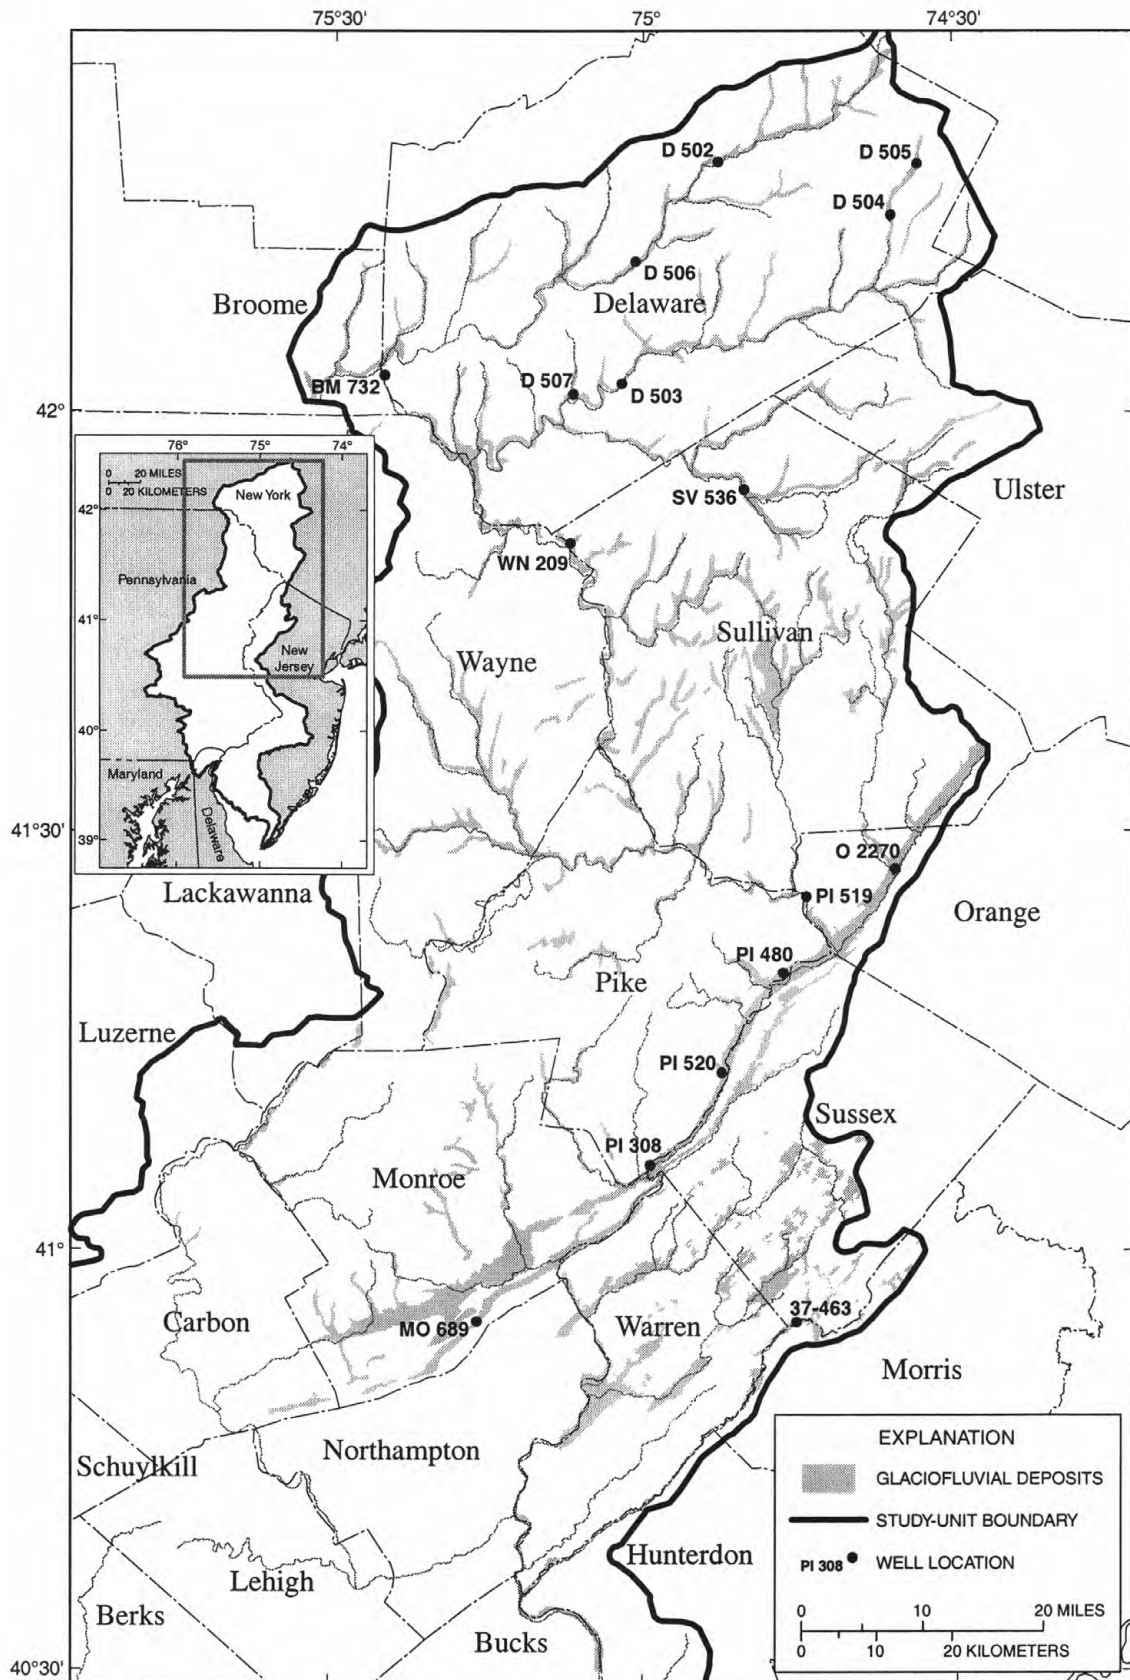 75°30' 75° 74°30'
D 502
D 505
D 504
D 506
Broome
Delaware
BM 732
D 507
D 503
42°
76° 75° 74°
0 20 MILES
0 20 KILOMETERS
New York
42°
Pennsylvania
41°
New
Jersey
40°
Maryland
Delaware
39°
SV 536
Ulster
WN 209
Sullivan
Wayne
41°30'
O 2270
Lackawanna
PI 519
Orange
PI 480
Pike
Luzerne
PI 520
Sussex
PI 308
Monroe
41°
37-463
Carbon
MO 689
Warren
Morris
Northampton
Schuylkill
Hunterdon
Lehigh
Berks
Bucks
40°30'
EXPLANATION
GLACIOFLUVIAL DEPOSITS
STUDY-UNIT BOUNDARY
PI 308 WELL LOCATION
0 10 20 MILES
0 10 20 KILOMETERS